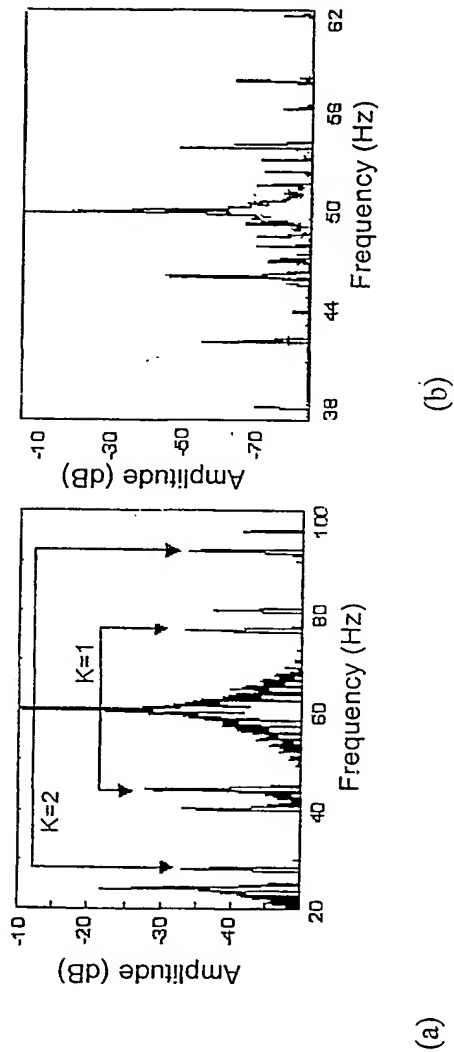 Amplitude (dB)
-10
-20
-30
-40
K=2
K=1
20 40 60 80 100
Frequency (Hz)
(a)
Amplitude (dB)
-10
-30
-50
-70
38 44 50 56 62
Frequency (Hz)
(b)